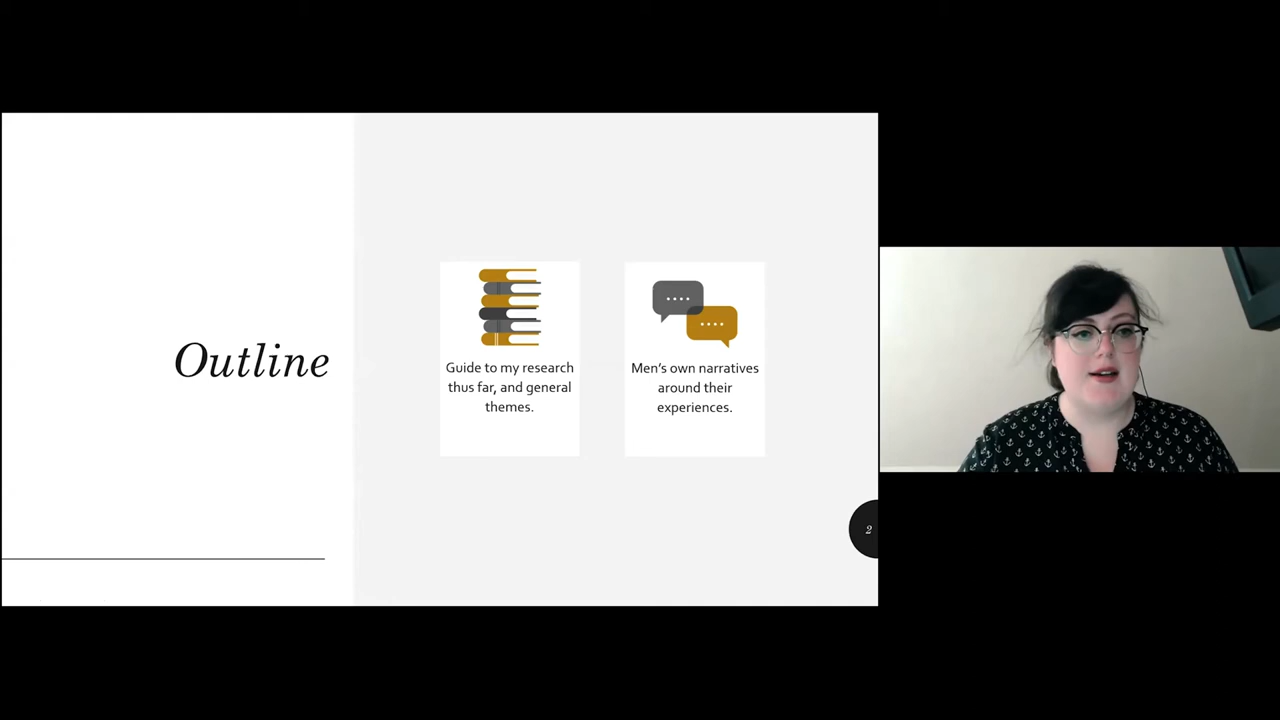 Outline
Guide to my research
thus far, and general
themes.
Men’s own narratives
around their
experiences.
2